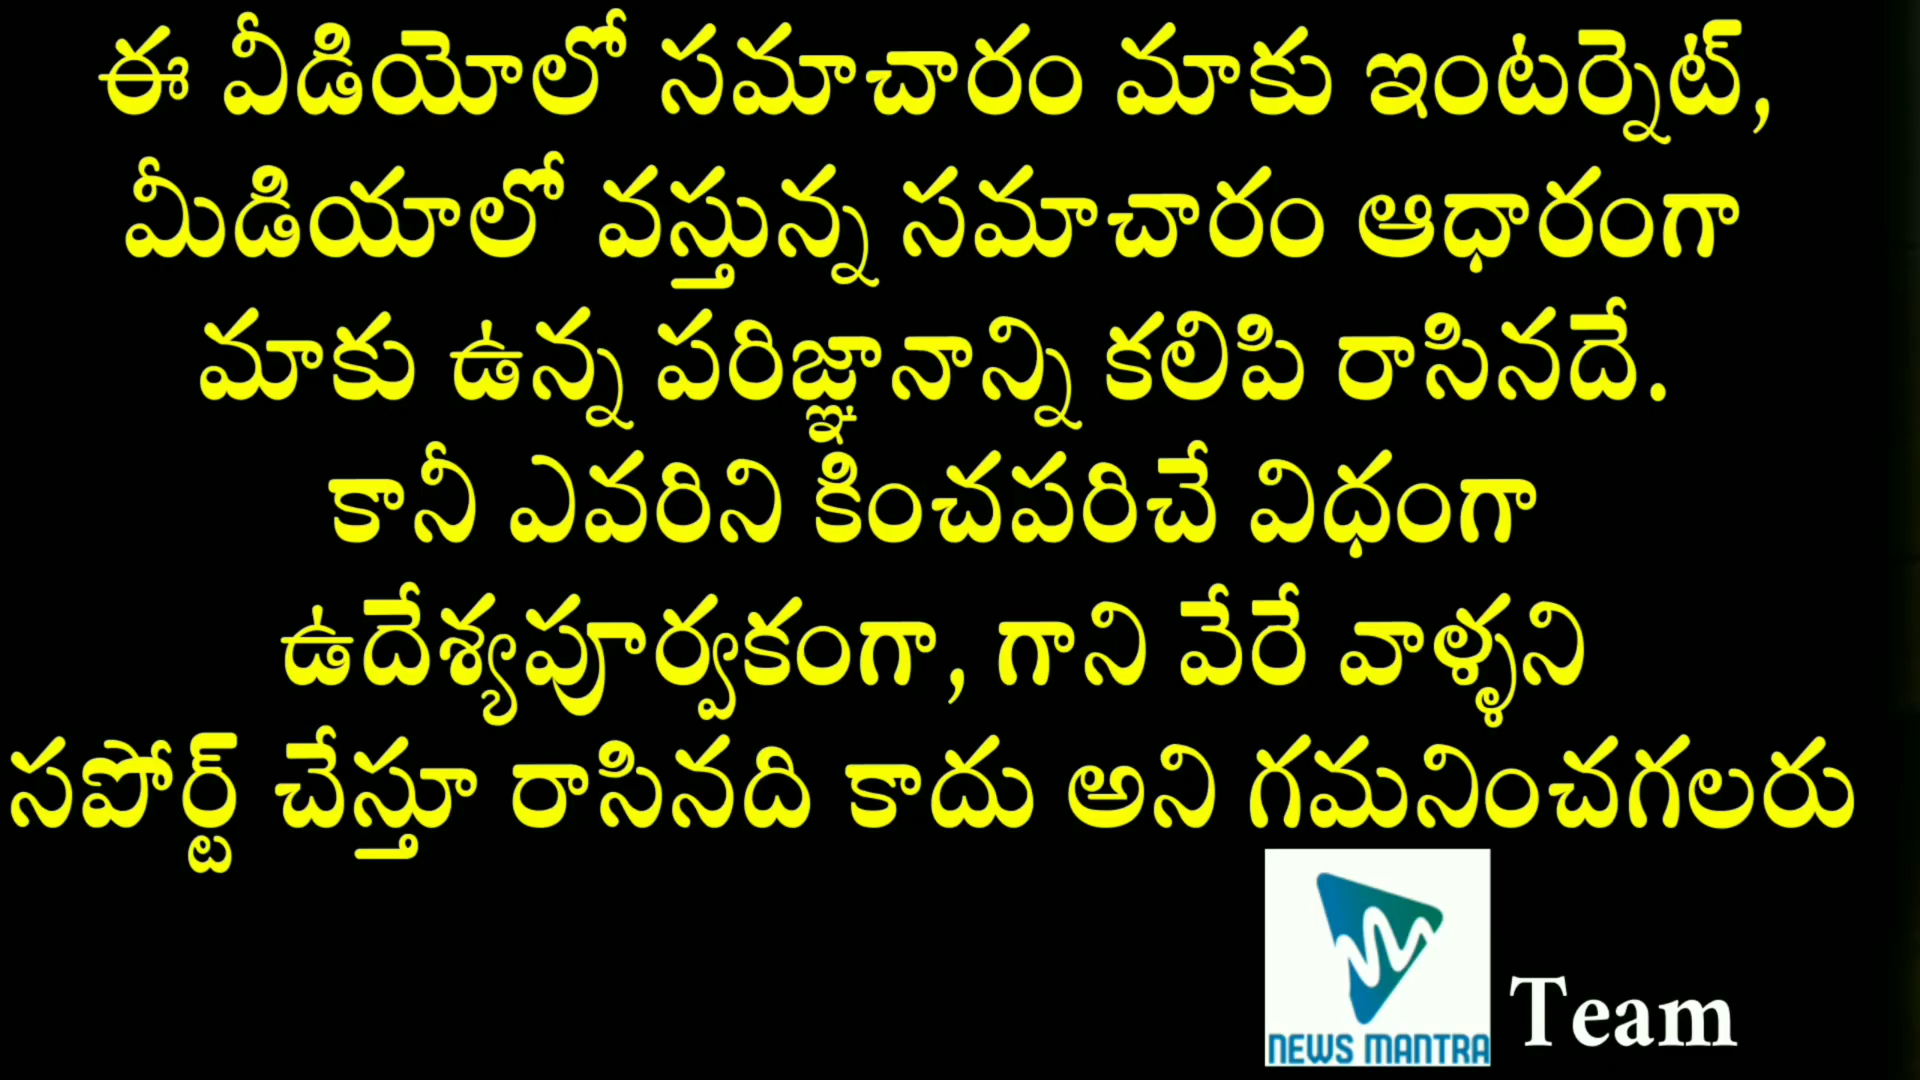 ఈ వీడియోలో సమాచారం మాకు ఇంటర్నెట్,
మీడియాలో వస్తున్న సమాచారం ఆధారంగా
మాకు ఉన్న పరిజ్ఞానాన్ని కలిపి రాసినదే.
కానీ ఎవరిని కించపరిచే విధంగా
ఉదేశ్యపూర్వకంగా, గాని వేరే వాళ్ళని
సపోర్ట్ చేస్తూ రాసినది కాదు అని గమనించగలరు
NEWS MANTRA Team